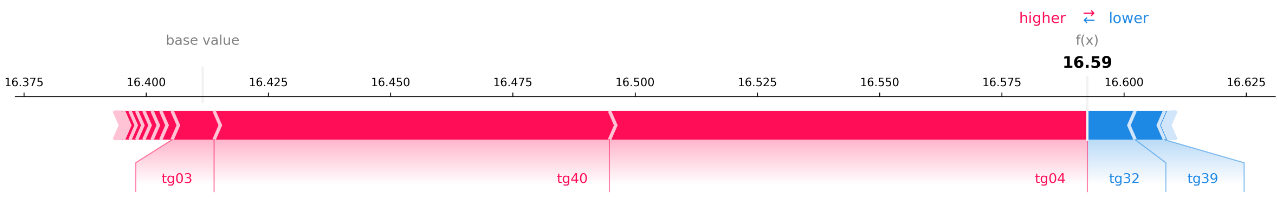 higher ⇄ lower
base value f(x)
16.59
16.375 16.400 16.425 16.450 16.475 16.500 16.525 16.550 16.575 16.600 16.625
tg03 tg40 tg04 tg32 tg39